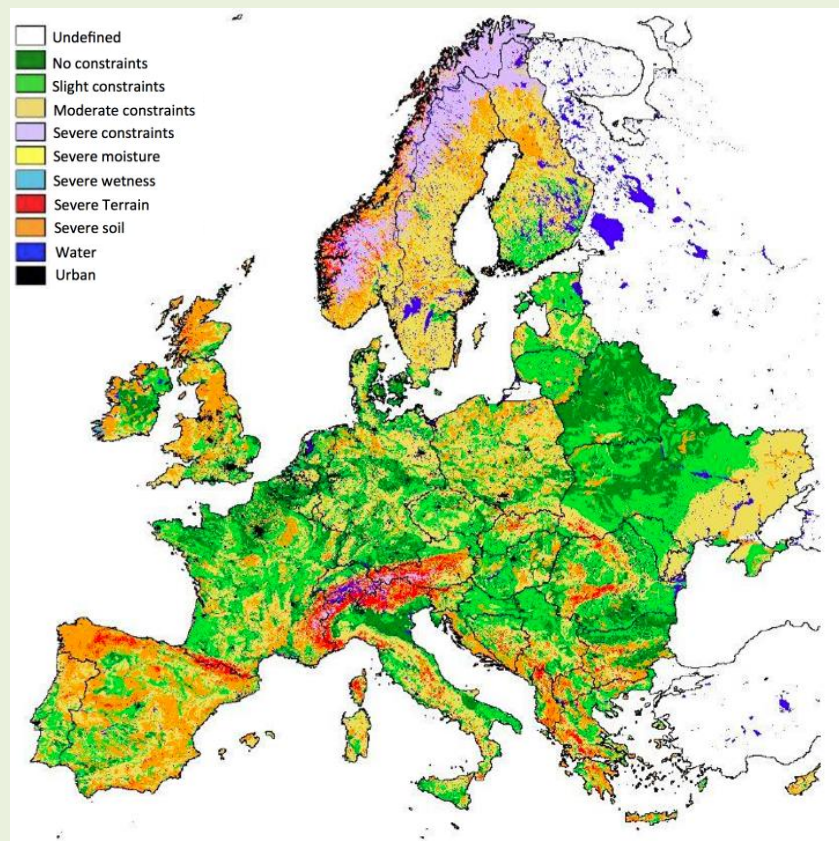 Undefined
No constraints
Slight constraints
Moderate constraints
Severe constraints
Severe moisture
Severe wetness
Severe Terrain
Severe soil
Water
Urban